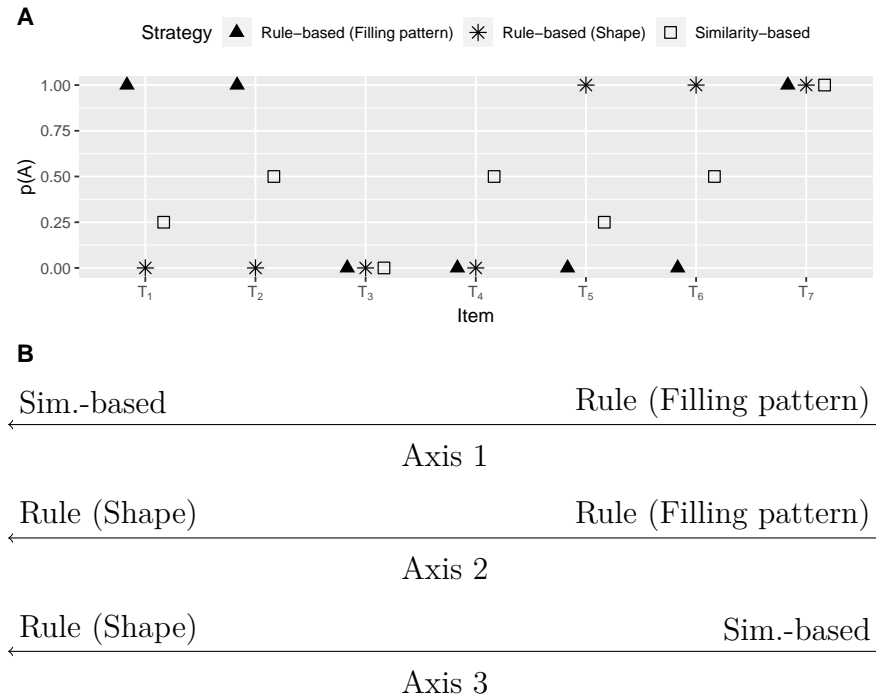 A
Strategy Rule−based (Filling pattern) Rule−based (Shape) Similarity−based
1.00
0.75
0.50
0.25
0.00
p(A)
T1 T2 T3 T4 T5 T6 T7
Item
B
Sim.-based Rule (Filling pattern)
Axis 1
Rule (Shape) Rule (Filling pattern)
Axis 2
Rule (Shape) Sim.-based
Axis 3